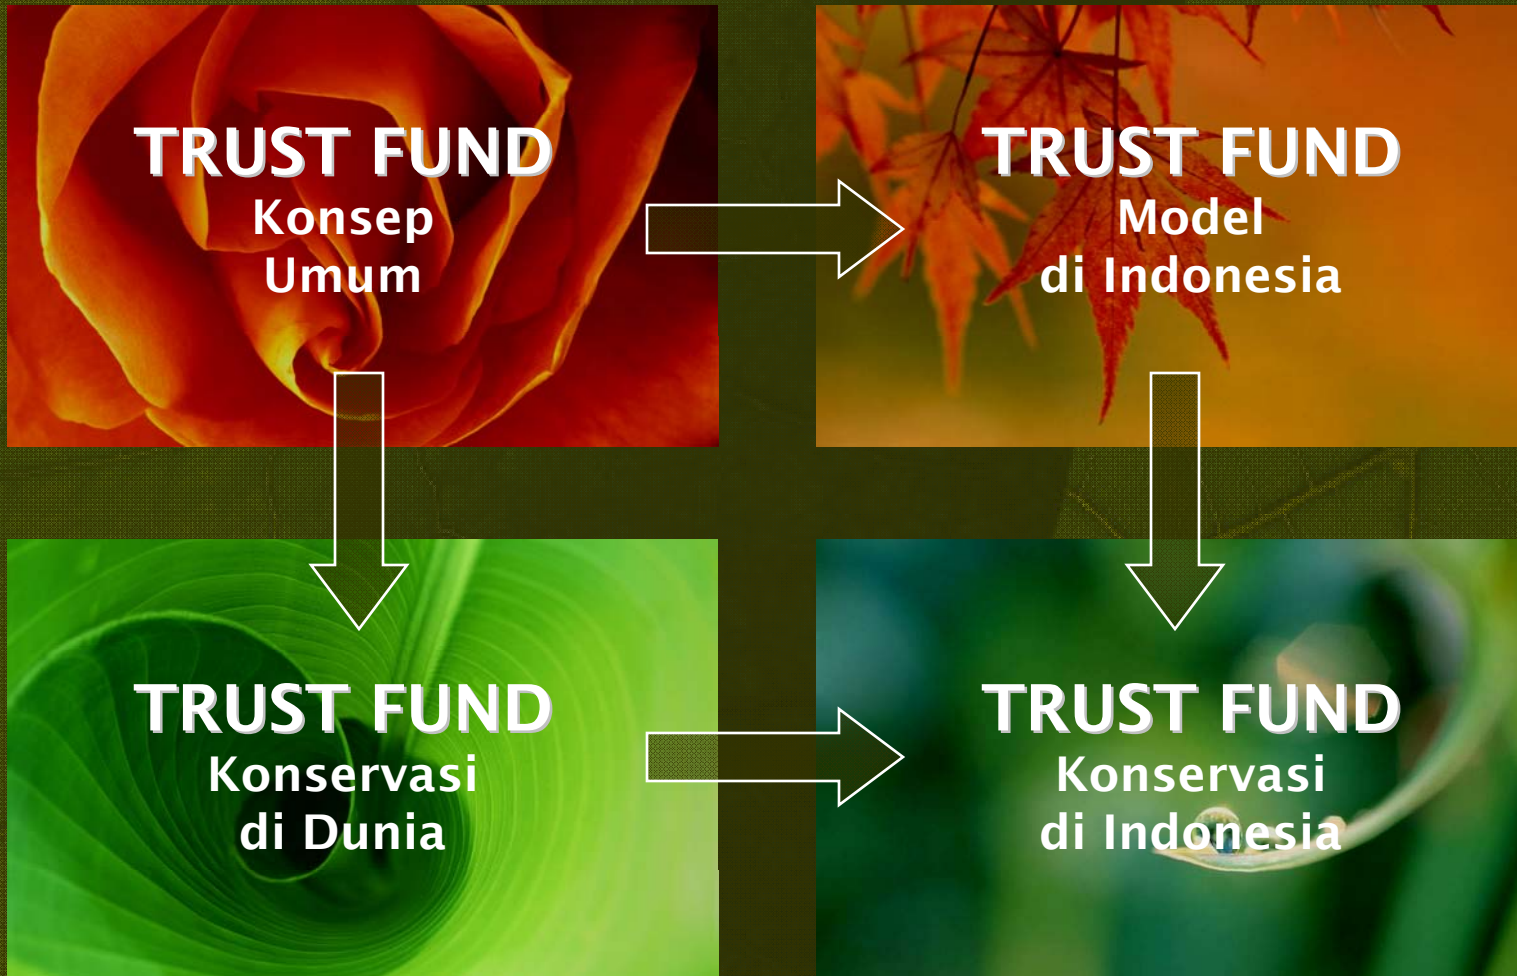 TRUST FUND
Konsep
Umum
TRUST FUND
Model
di Indonesia
TRUST FUND
Konservasi
di Dunia
TRUST FUND
Konservasi
di Indonesia